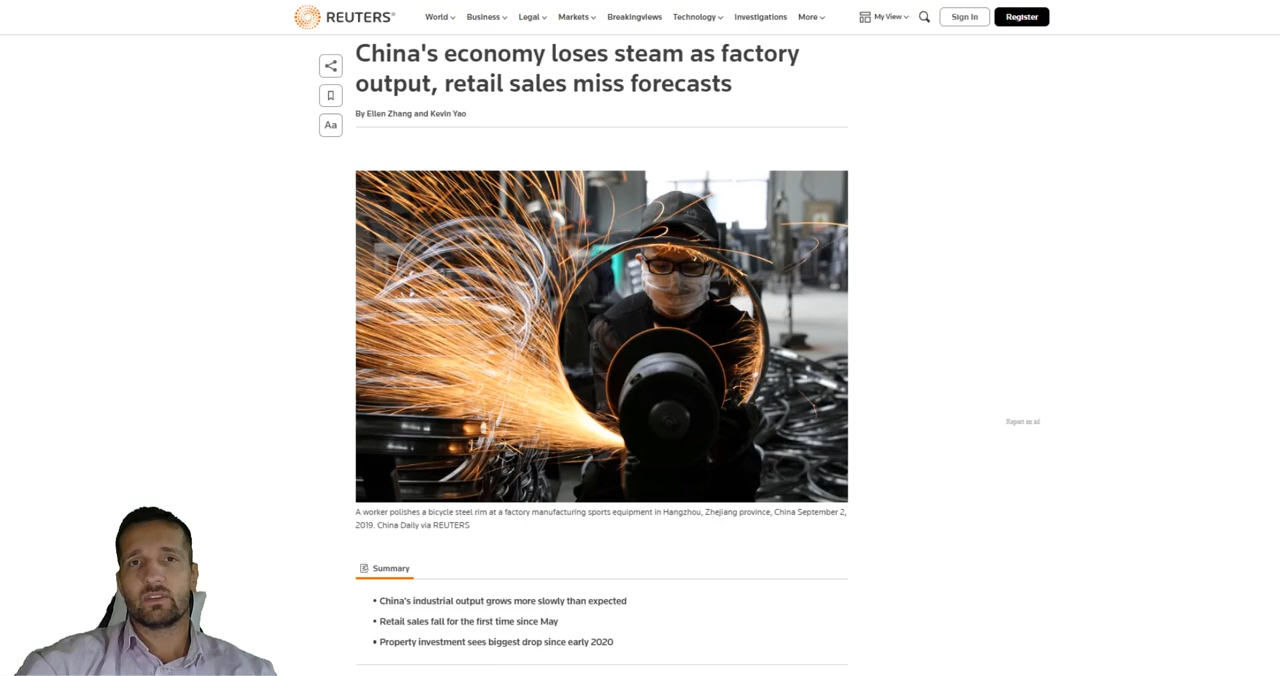 REUTERS®
World Business Legal Markets Breakingviews Technology Investigations More My View Sign In Register
China's economy loses steam as factory
output, retail sales miss forecasts
By Ellen Zhang and Kevin Yao
Aa
Report an ad
A worker polishes a bicycle steel rim at a factory manufacturing sports equipment in Hangzhou, Zhejiang province, China September 2,
2019. China Daily via REUTERS
Summary
• China's industrial output grows more slowly than expected
• Retail sales fall for the first time since May
• Property investment sees biggest drop since early 2020